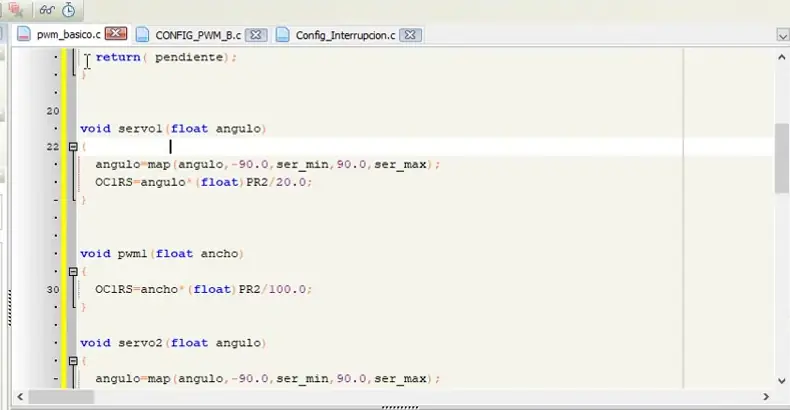 pwm_basico.c CONFIG_PWM_B.c Config_Interrupcion.c
return( pendiente);
}
20
void servo1(float angulo)
22 {
angulo=map(angulo,-90.0,ser_min,90.0,ser_max);
OC1RS=angulo*(float)PR2/20.0;
}
void pwm1(float ancho)
{
30 OC1RS=ancho*(float)PR2/100.0;
}
void servo2(float angulo)
{
angulo=map(angulo,-90.0,ser_min,90.0,ser_max);